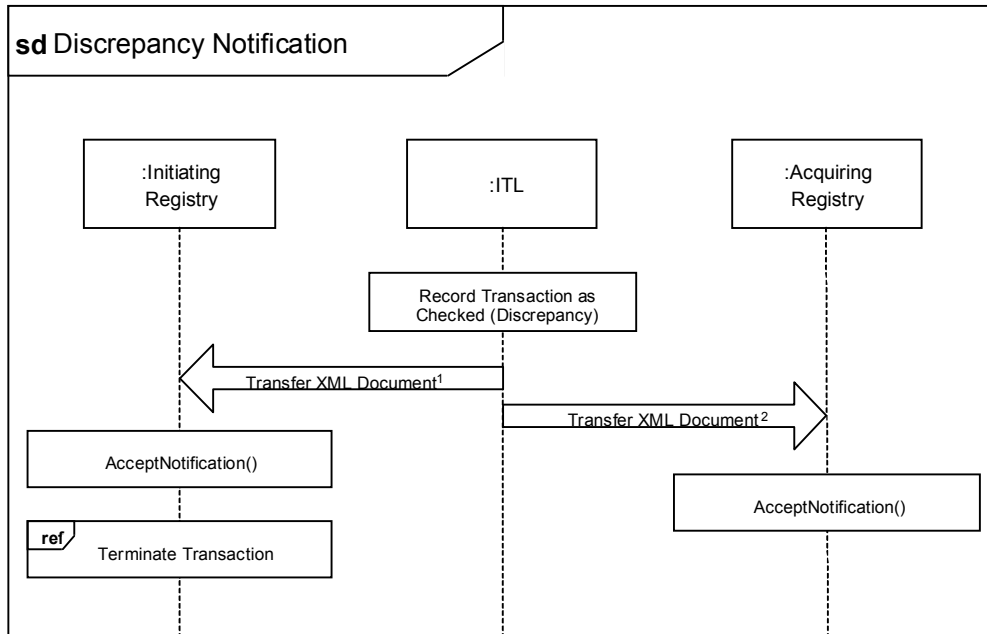 sd Discrepancy Notification
:Initiating
Registry
:ITL
:Acquiring
Registry
Record Transaction as
Checked (Discrepancy)
Transfer XML Document1
Transfer XML Document2
AcceptNotification()
AcceptNotification()
ref
Terminate Transaction